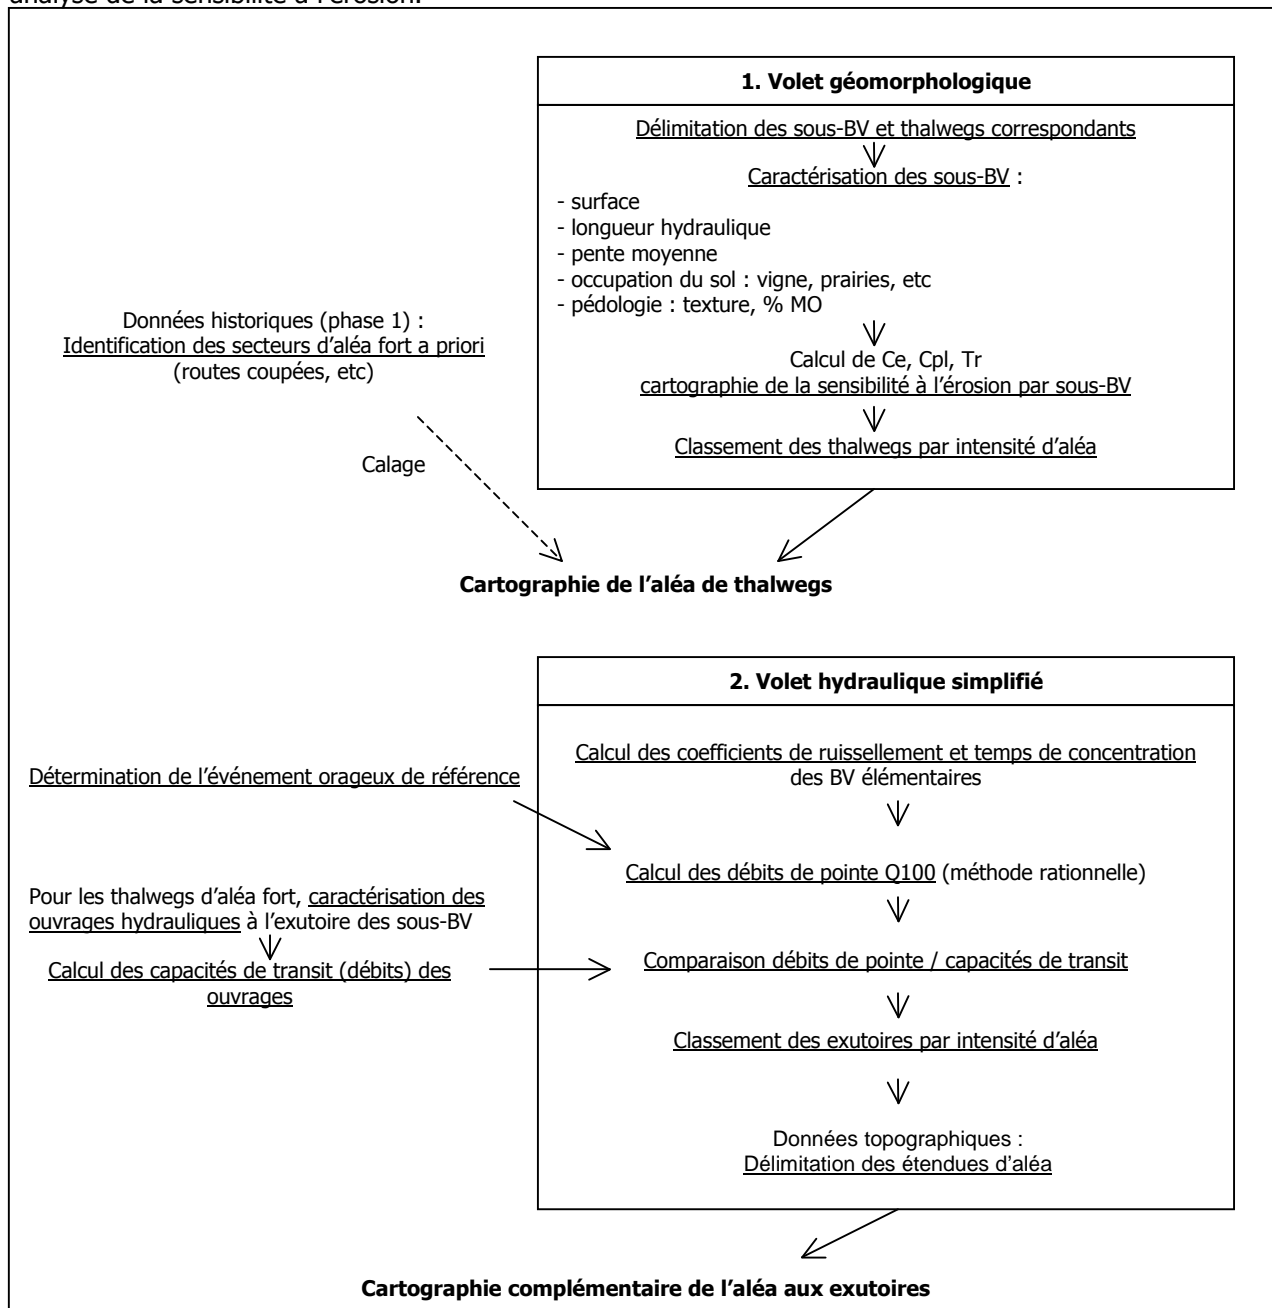 analyse de la sensibilité à l'érosion.
1. Volet géomorphologique
Délimitation des sous-BV et thalwegs correspondants
Caractérisation des sous-BV :
- surface
- longueur hydraulique
- pente moyenne
- occupation du sol : vigne, prairies, etc
- pédologie : texture, % MO
Calcul de Ce, Cpl, Tr
cartographie de la sensibilité à l'érosion par sous-BV
Classement des thalwegs par intensité d'aléa
Données historiques (phase 1) :
Identification des secteurs d'aléa fort a priori
(routes coupées, etc)
Calage
Cartographie de l'aléa de thalwegs
2. Volet hydraulique simplifié
Calcul des coefficients de ruissellement et temps de concentration
des BV élémentaires
Détermination de l'événement orageux de référence
Calcul des débits de pointe Q100 (méthode rationnelle)
Pour les thalwegs d'aléa fort, caractérisation des
ouvrages hydrauliques à l'exutoire des sous-BV
Calcul des capacités de transit (débits) des
ouvrages
Comparaison débits de pointe / capacités de transit
Classement des exutoires par intensité d'aléa
Données topographiques :
Délimitation des étendues d'aléa
Cartographie complémentaire de l'aléa aux exutoires